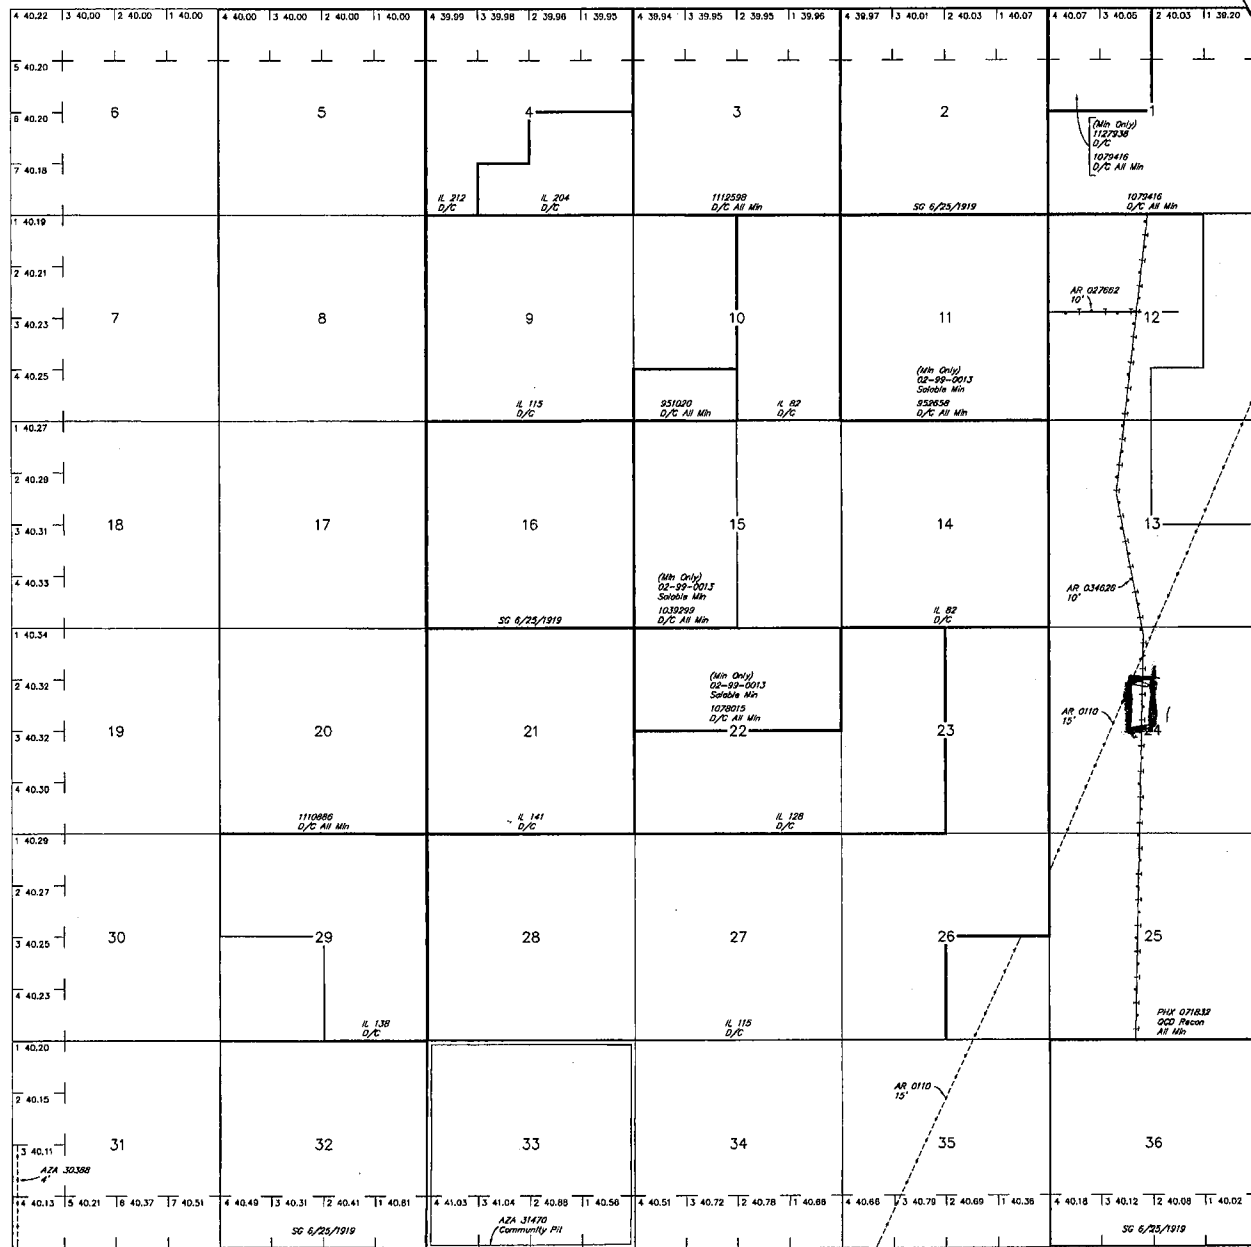 4 40.22 3 40.00 2 40.00 1 40.00 4 40.00 3 40.00 2 40.00 1 40.00 4 39.99 3 39.98 2 39.96 1 39.95 4 39.94 3 39.95 2 39.95 1 39.96 4 39.97 3 40.01 2 40.03 1 40.07 4 40.07 3 40.05 2 40.03 1 39.20
5 40.20
6 40.20 6 5 4 3 2 1
(Min Only)
1127938
D/C
1079416
D/C All Min
7 40.18
IL 212
D/C
IL 204
D/C
1112598
D/C All Min
SG 6/25/1919
1079416
D/C All Min
1 40.19
2 40.21
AR 027662
10'
3 40.23 7 8 9 10 11 12
4 40.25
IL 115
D/C
951020
D/C All Min
IL 82
D/C
(Min Only)
02-99-0013
Salable Min
952658
D/C All Min
1 40.27
2 40.29
3 40.31 18 17 16 15 14 13
4 40.33
SG 6/25/1919
(Min Only)
02-99-0013
Salable Min
1039299
D/C All Min
IL 82
D/C
AR 034626
10'
1 40.34
2 40.32
(Min Only)
02-99-0013
Salable Min
1078015
D/C All Min
AR 0110
15'
3 40.32 19 20 21 22 23 24
4 40.30
1110886
D/C All Min
IL 141
D/C
IL 128
D/C
1 40.29
2 40.27
3 40.25 30 29 28 27 26 25
4 40.23
IL 138
D/C
IL 115
D/C
PHX 071832
QCD Recon
All Min
1 40.20
2 40.15
AR 0110
15'
3 40.11 31 32 33 34 35 36
AZA 30368
4'
4 40.13 5 40.21 6 40.37 7 40.51 4 40.49 3 40.31 2 40.41 1 40.81 4 41.03 3 41.04 2 40.88 1 40.56 4 40.51 3 40.72 2 40.78 1 40.68 4 40.66 3 40.79 2 40.69 1 40.36 4 40.18 3 40.12 2 40.08 1 40.02
SG 6/25/1919
AZA 31470
Community Pit
SG 6/25/1919